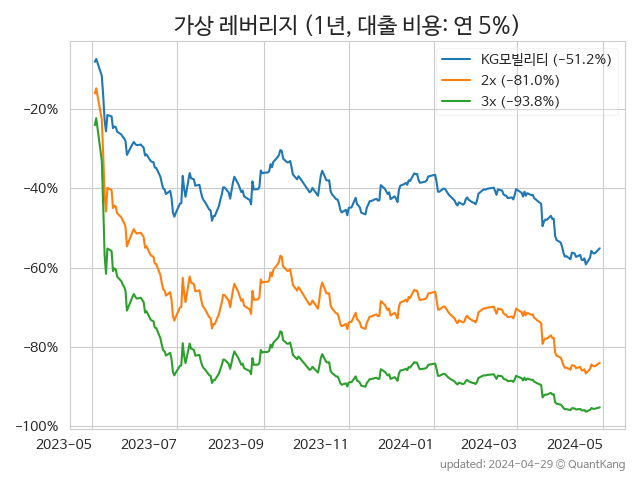 가상 레버리지 (1년, 대출 비용: 연 5%)
KG모빌리티 (−51.2%)
2x (−81.0%)
3x (−93.8%)
−20%
−40%
−60%
−80%
−100%
2023-05 2023-07 2023-09 2023-11 2024-01 2024-03 2024-05
updated: 2024-04-29 © QuantKang